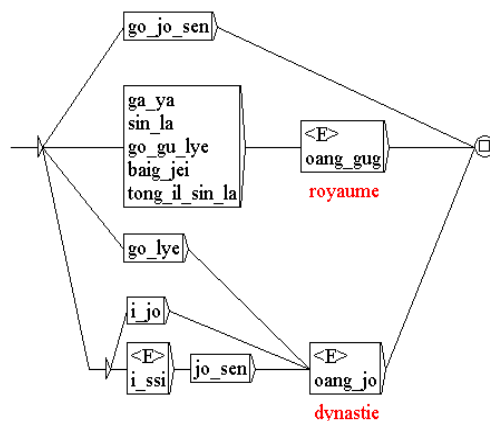 go_jo_sen
ga_ya
sin_la
go_gu_lye
baig_jei
tong_il_sin_la
<E>
oang_gug
royaume
go_lye
i_jo
<E>
i_ssi
jo_sen
<E>
oang_jo
dynastie